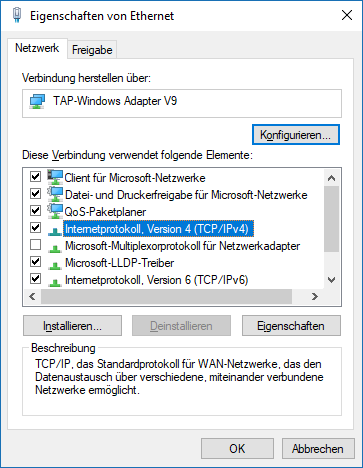 Eigenschaften von Ethernet
Netzwerk Freigabe
Verbindung herstellen über:
TAP-Windows Adapter V9
Konfigurieren...
Diese Verbindung verwendet folgende Elemente:
Client für Microsoft-Netzwerke
Datei- und Druckerfreigabe für Microsoft-Netzwerke
QoS-Paketplaner
Internetprotokoll, Version 4 (TCP/IPv4)
Microsoft-Multiplexorprotokoll für Netzwerkadapter
Microsoft-LLDP-Treiber
Internetprotokoll, Version 6 (TCP/IPv6)
Installieren... Deinstallieren Eigenschaften
Beschreibung
TCP/IP, das Standardprotokoll für WAN-Netzwerke, das den
Datenaustausch über verschiedene, miteinander verbundene
Netzwerke ermöglicht.
OK Abbrechen